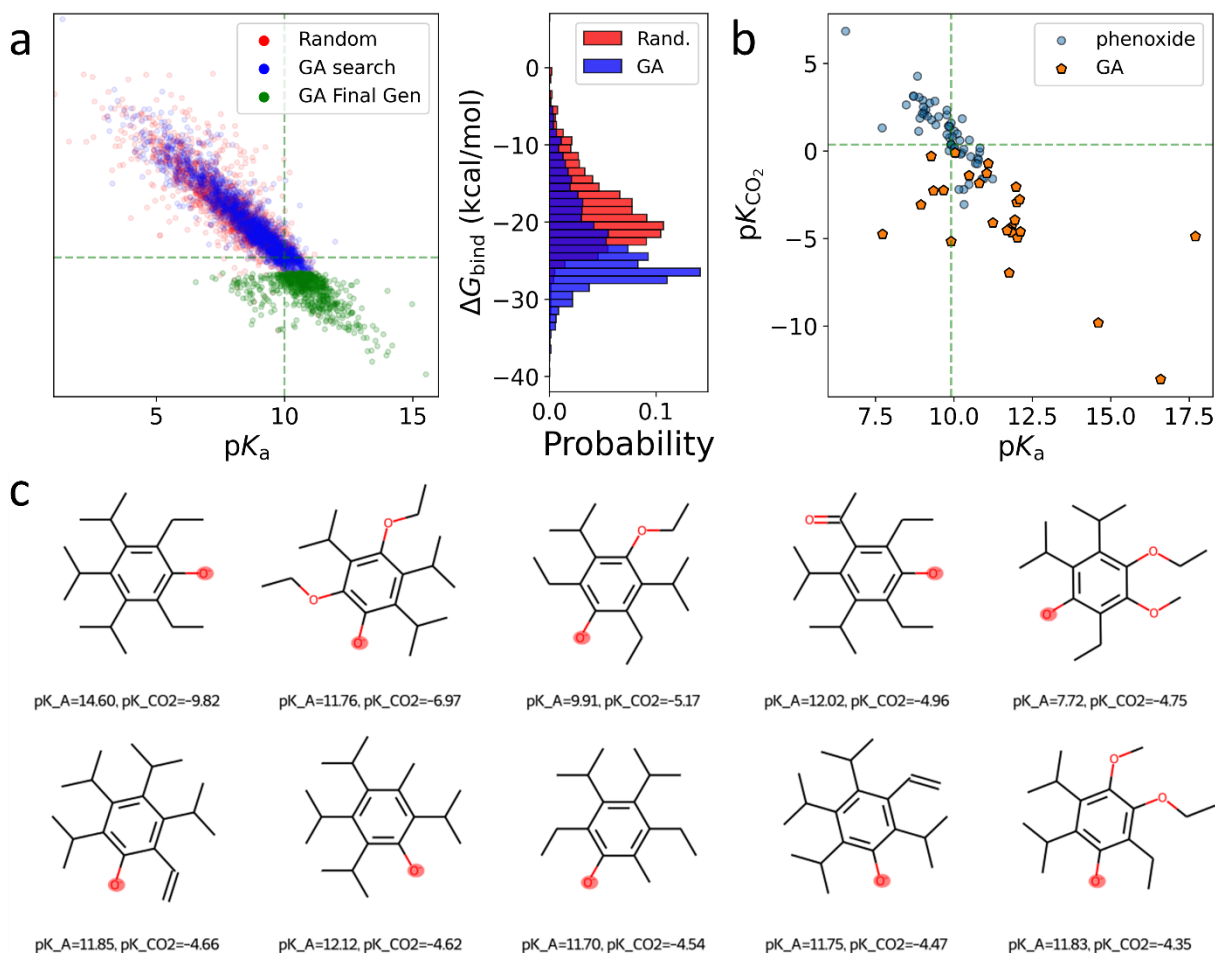 a
Random
GA search
GA Final Gen
5
10
15
pKa
Rand.
GA
0
−10
−20
−30
−40
ΔGbind (kcal/mol)
0.0
0.1
Probability
b
phenoxide
GA
5
0
−5
−10
pKCO2
7.5
10.0
12.5
15.0
17.5
pKa
c
O
O
O
O
O
O
O
O
O
O
O
pK_A=14.60, pK_CO2=−9.82
pK_A=11.76, pK_CO2=−6.97
pK_A=9.91, pK_CO2=−5.17
pK_A=12.02, pK_CO2=−4.96
pK_A=7.72, pK_CO2=−4.75
O
O
O
O
O
O
O
pK_A=11.85, pK_CO2=−4.66
pK_A=12.12, pK_CO2=−4.62
pK_A=11.70, pK_CO2=−4.54
pK_A=11.75, pK_CO2=−4.47
pK_A=11.83, pK_CO2=−4.35